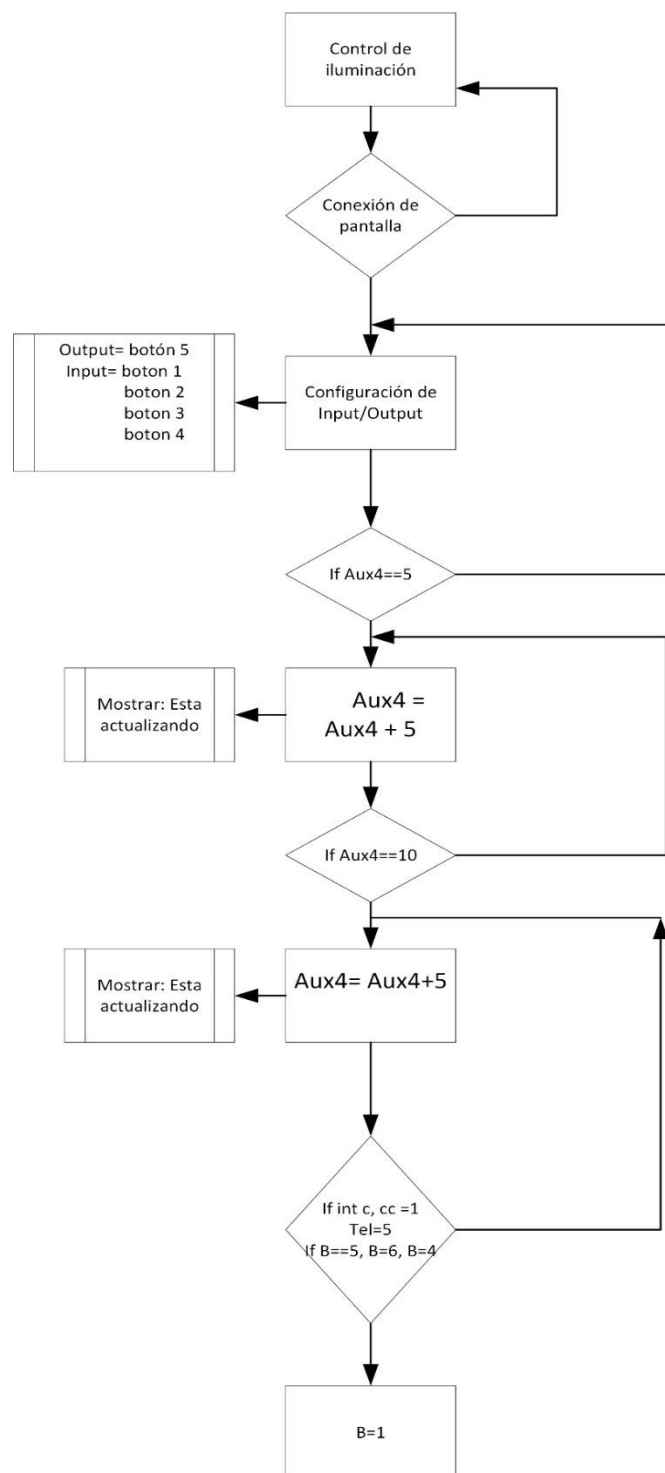 Control de
iluminación
Conexión de
pantalla
Output= botón 5
Input= boton 1
boton 2
boton 3
boton 4
Configuración de
Input/Output
If Aux4==5
Mostrar: Esta
actualizando
Aux4 =
Aux4 + 5
If Aux4==10
Mostrar: Esta
actualizando
Aux4= Aux4+5
If int c, cc =1
Tel=5
If B==5, B=6, B=4
B=1